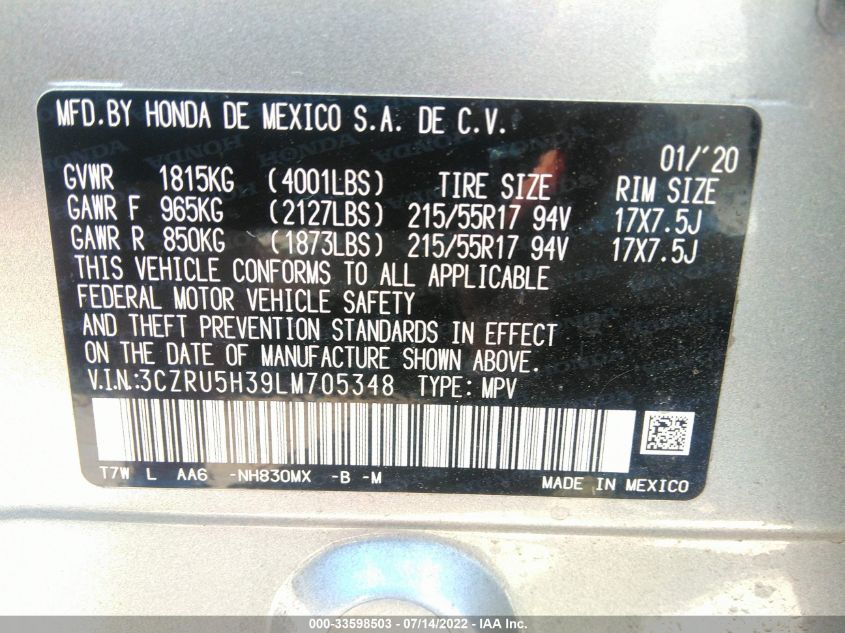 MFD.BY HONDA DE MEXICO S.A. DE C.V.
01/'20
GVWR 1815KG (4001LBS) TIRE SIZE RIM SIZE
GAWR F 965KG (2127LBS) 215/55R17 94V 17X7.5J
GAWR R 850KG (1873LBS) 215/55R17 94V 17X7.5J
THIS VEHICLE CONFORMS TO ALL APPLICABLE
FEDERAL MOTOR VEHICLE SAFETY
AND THEFT PREVENTION STANDARDS IN EFFECT
ON THE DATE OF MANUFACTURE SHOWN ABOVE.
V.I.N.:3CZRU5H39LM705348 TYPE: MPV
T7W L AA6 -NH830MX -B -M
MADE IN MEXICO
000-33598503 - 07/14/2022 - IAA Inc.